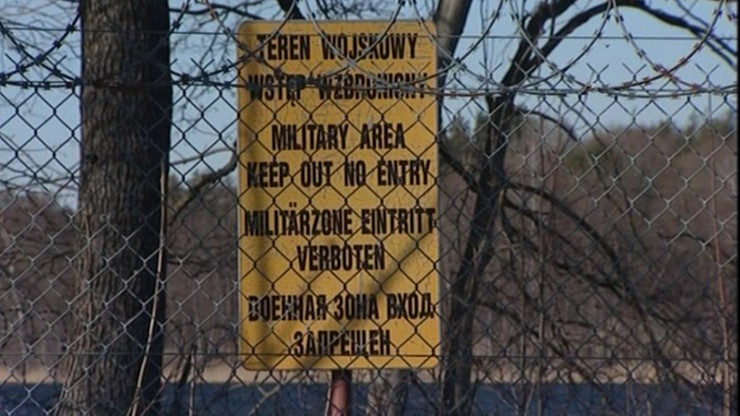 TEREN WOJSKOWY
WSTĘP WZBRONIONY
MILITARY AREA
KEEP OUT NO ENTRY
MILITÄRZONE EINTRITT
VERBOTEN
ВОЕННАЯ ЗОНА ВХОД
ЗАПРЕЩЕН